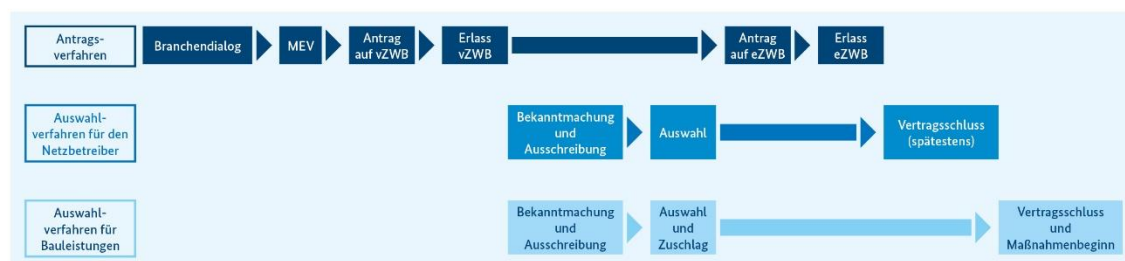 Antrags-
verfahren
Branchendialog
MEV
Antrag
auf vZWB
Erlass
vZWB
Antrag
auf eZWB
Erlass
eZWB
Auswahl-
verfahren für den
Netzbetreiber
Bekanntmachung
und
Ausschreibung
Auswahl
Vertragsschluss
(spätestens)
Auswahl-
verfahren für
Bauleistungen
Bekanntmachung
und
Ausschreibung
Auswahl
und
Zuschlag
Vertragsschluss
und
Maßnahmenbeginn